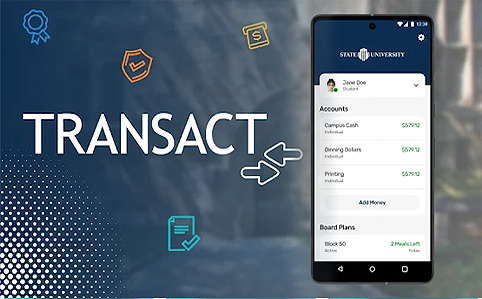 TRANSACT
12:30
STATE UNIVERSITY
Jane Doe
Student
Accounts
Campus Cash $579.12
Individual
Dinning Dollars $579.12
Individual
Printing $579.12
Individual
Add Money
Board Plans
Block 50 2 Meals Left
Active Today